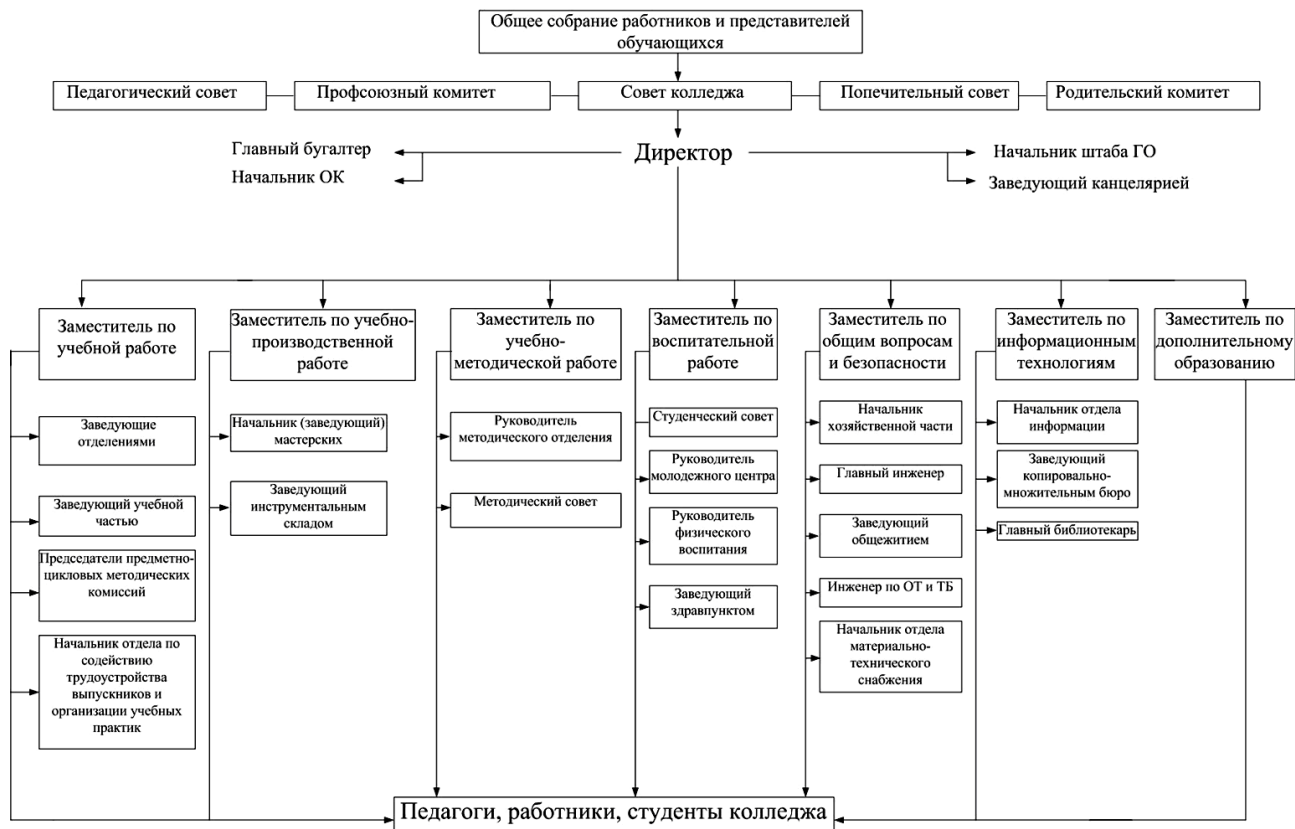 Общее собрание работников и представителей
обучающихся
Педагогический совет
Профсоюзный комитет
Совет колледжа
Попечительный совет
Родительский комитет
Главный бугалтер
Начальник ОК
Директор
Начальник штаба ГО
Заведующий канцелярией
Заместитель по
учебной работе
Заведующие
отделениями
Заведующий учебной
частью
Председатели предметно-
цикловых методических
комиссий
Начальник отдела по
содействию
трудоустройства
выпускников и
организации учебных
практик
Заместитель по учебно-
производственной
работе
Начальник (заведующий)
мастерских
Заведующий
инструментальным
складом
Заместитель по
учебно-
методической работе
Руководитель
методического отделения
Методический совет
Заместитель по
воспитательной
работе
Студенческий совет
Руководитель
молодежного центра
Руководитель
физического
воспитания
Заведующий
здравпунктом
Заместитель по
общим вопросам
и безопасности
Начальник
хозяйственной части
Главный инженер
Заведующий
общежитием
Инженер по ОТ и ТБ
Начальник отдела
материально-
технического
снабжения
Заместитель по
информационным
технологиям
Начальник отдела
информации
Заведующий
копировально-
множительным бюро
Главный библиотекарь
Заместитель по
дополнительному
образованию
Педагоги, работники, студенты колледжа